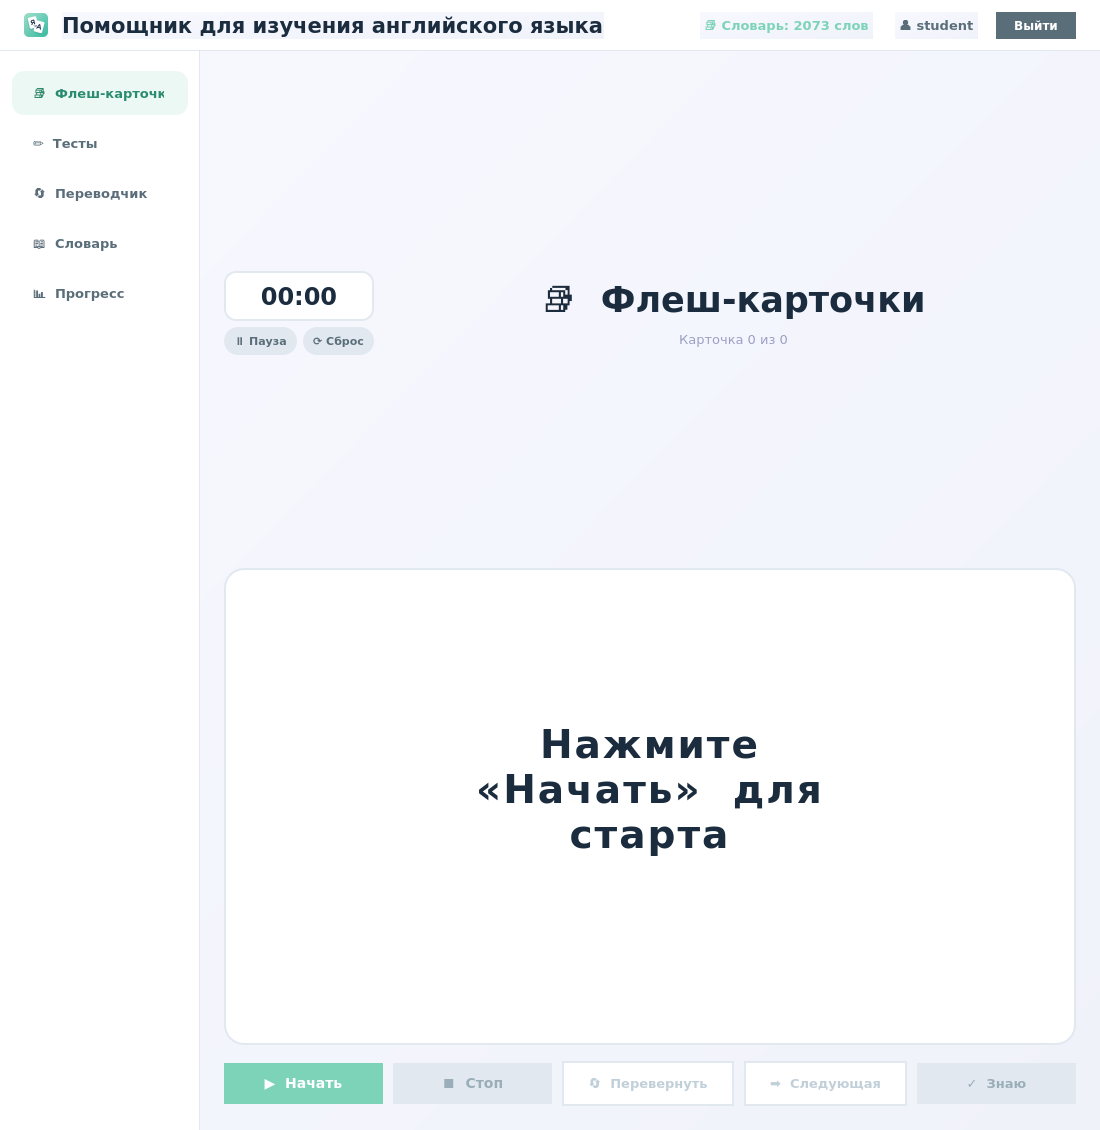 Помощник для изучения английского языка
Словарь: 2073 слов
student
Выйти
Флеш-карточк
Тесты
Переводчик
Словарь
Прогресс
00:00
Пауза
Сброс
Флеш-карточки
Карточка 0 из 0
Нажмите
«Начать» для
старта
Начать
Стоп
Перевернуть
Следующая
Знаю